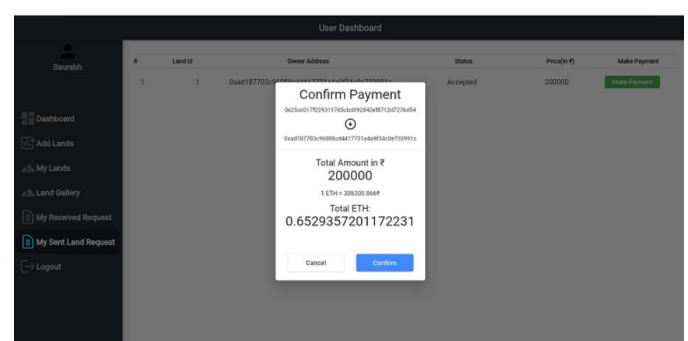 User Dashboard
Saurabh
Dashboard
Add Lands
My Lands
Land Gallery
My Received Request
My Sent Land Request
Logout
# Land Id Owner Address Status Price(in ₹) Make Payment
1 1 Accepted 200000 Make Payment
Confirm Payment
Total Amount in ₹
200000
1 ETH = 306308.866₹
Total ETH:
0.6529357201172231
Cancel Confirm